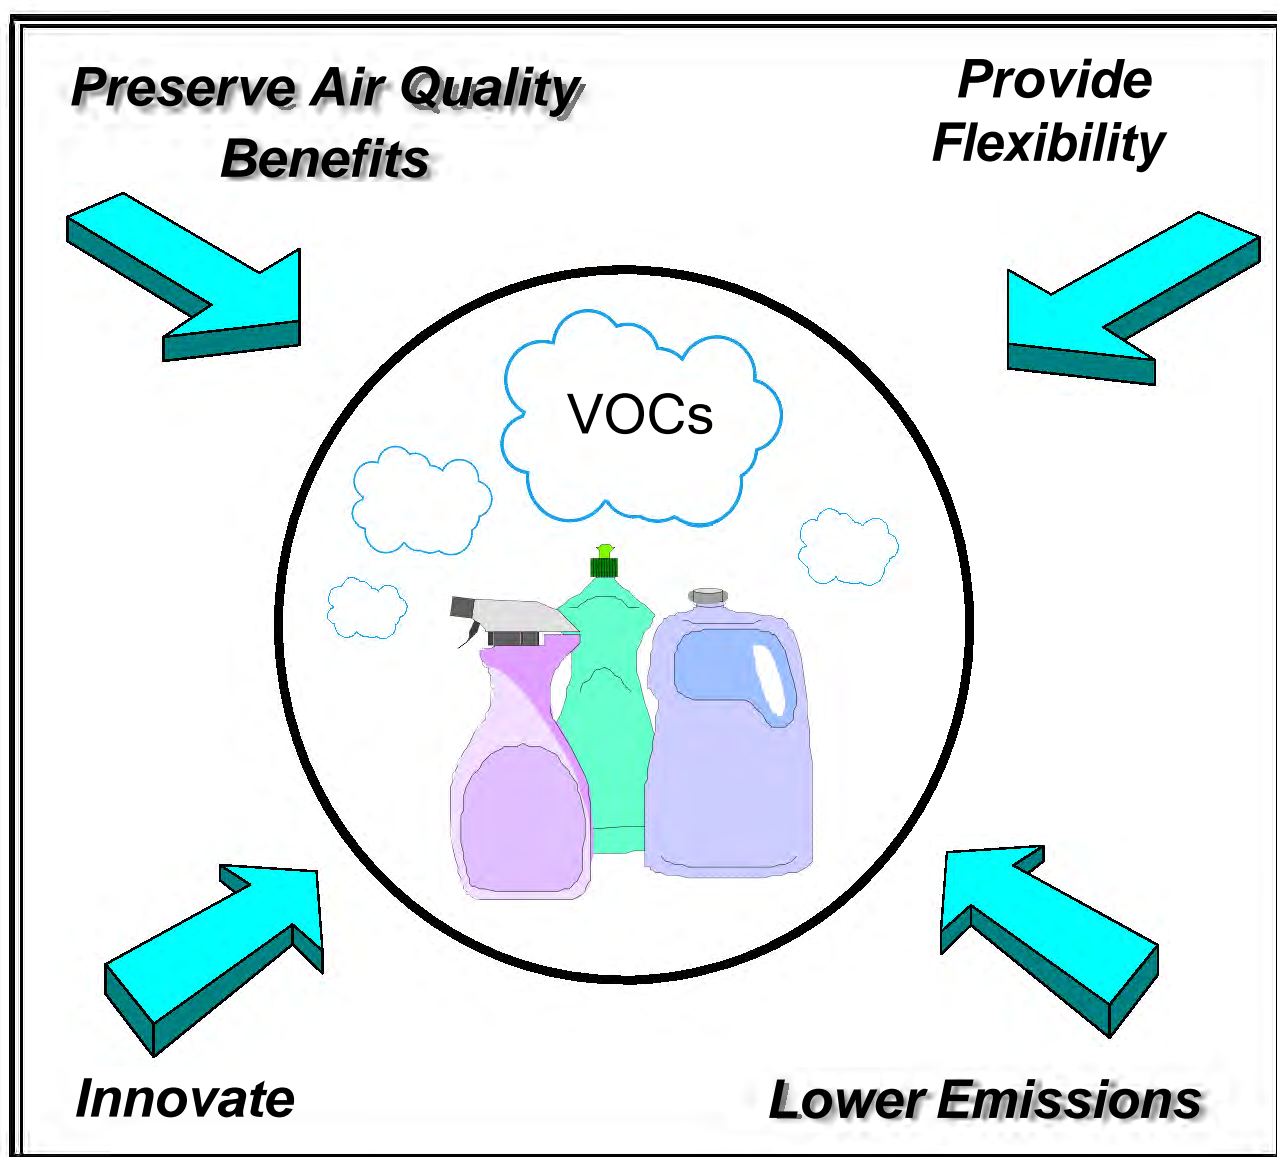 Preserve Air Quality
Benefits
Provide
Flexibility
VOCs
Innovate
Lower Emissions